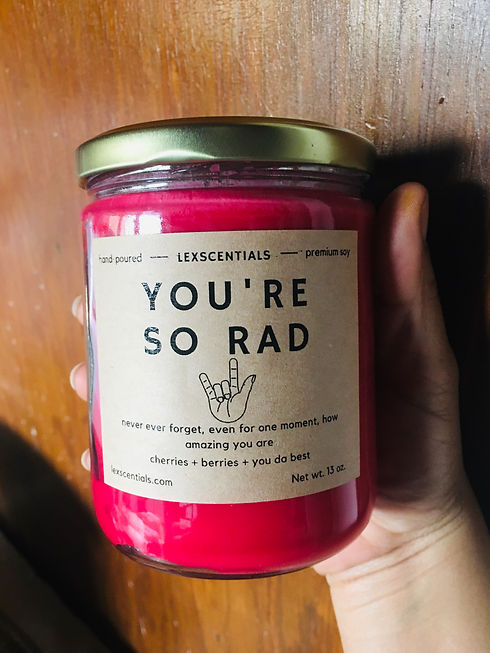 hand-poured — LEXSCENTIALS — premium soy
YOU'RE
SO RAD
never ever forget, even for one moment, how
amazing you are
cherries + berries + you da best
lexscentials.com Net wt. 13 oz.